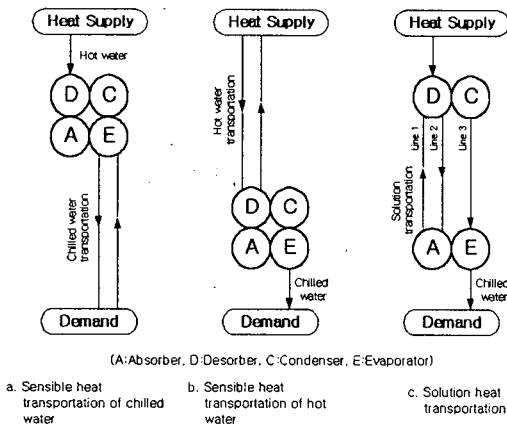 Heat Supply
Hot water
D C
A E
Chilled water
transportation
Demand
Heat Supply
Hot water
transportation
D C
A E
Chilled
water
Demand
Heat Supply
D C
Line 1
Line 2
Line 3
Solution
transportation
A E
Chilled
water
Demand
(A:Absorber, D:Desorber, C:Condenser, E:Evaporator)
a. Sensible heat
transportation of chilled
water
b. Sensible heat
transportation of hot
water
c. Solution heat
transportation